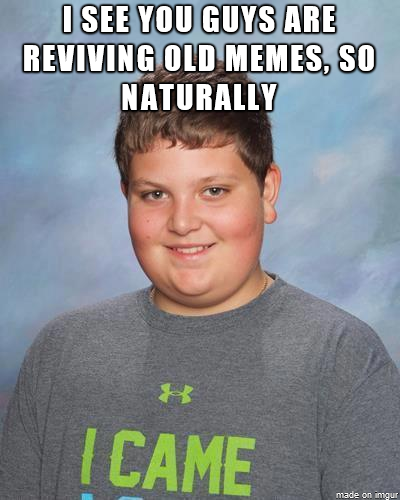 I SEE YOU GUYS ARE
REVIVING OLD MEMES, SO
NATURALLY
I CAME
made on imgur